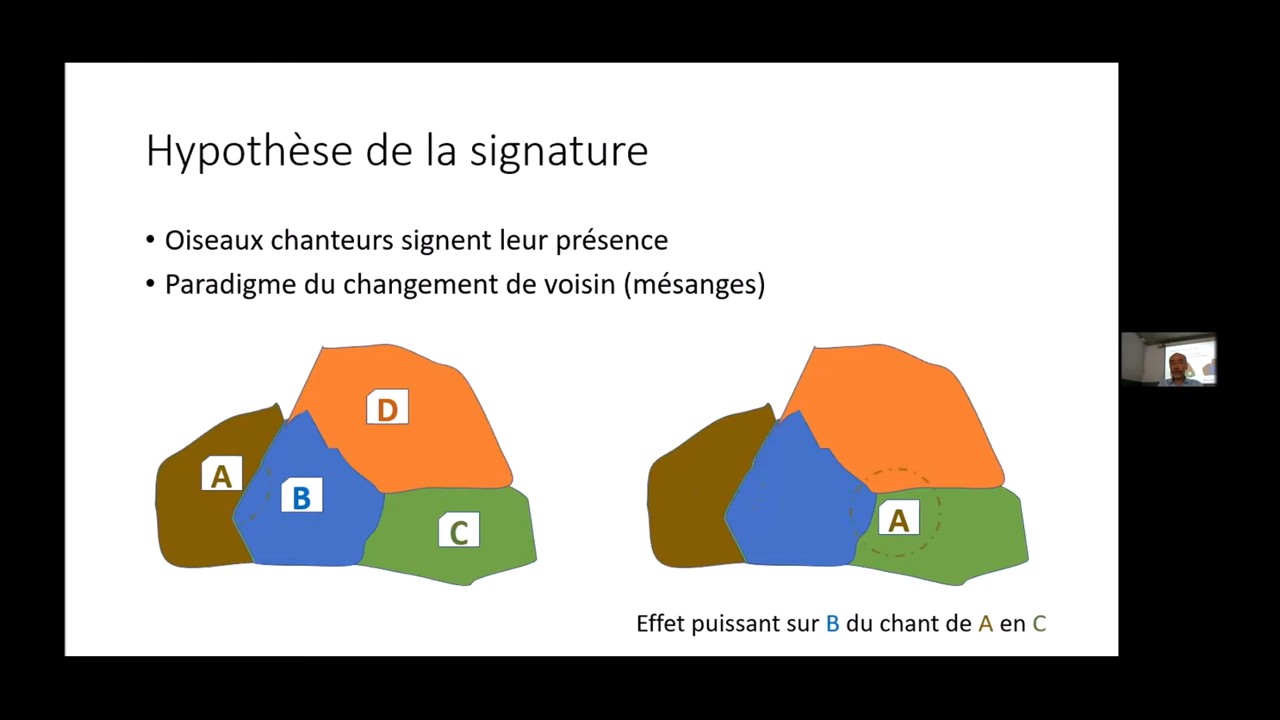 Hypothèse de la signature
• Oiseaux chanteurs signent leur présence
• Paradigme du changement de voisin (mésanges)
D
A
B
C
A
Effet puissant sur B du chant de A en C